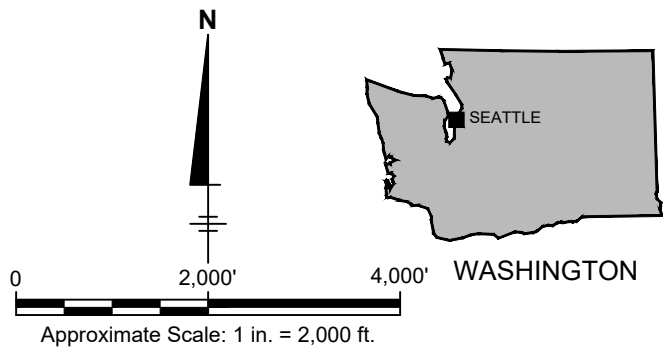 N
SEATTLE
WASHINGTON
0 2,000' 4,000'
Approximate Scale: 1 in. = 2,000 ft.